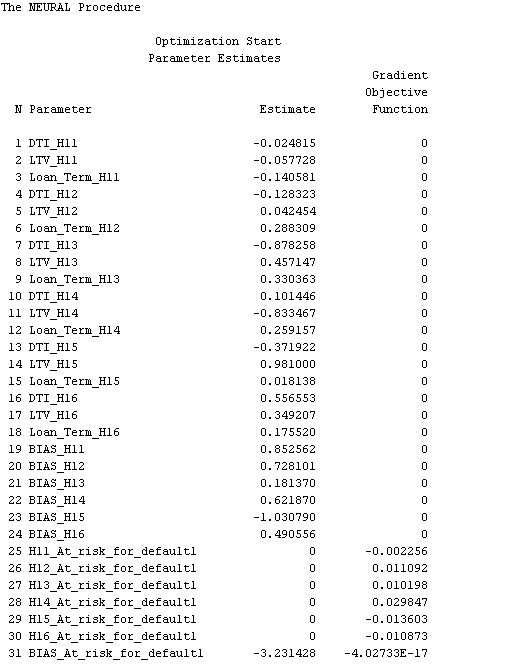 The NEURAL Procedure
Optimization Start
Parameter Estimates
Gradient
Objective
N Parameter Estimate Function
1 DTI_H11 -0.024815 0
2 LTV_H11 -0.057728 0
3 Loan_Term_H11 -0.140581 0
4 DTI_H12 -0.128323 0
5 LTV_H12 0.042454 0
6 Loan_Term_H12 0.288309 0
7 DTI_H13 -0.878258 0
8 LTV_H13 0.457147 0
9 Loan_Term_H13 0.330363 0
10 DTI_H14 0.101446 0
11 LTV_H14 -0.833467 0
12 Loan_Term_H14 0.259157 0
13 DTI_H15 -0.371922 0
14 LTV_H15 0.981000 0
15 Loan_Term_H15 0.018138 0
16 DTI_H16 0.556553 0
17 LTV_H16 0.349207 0
18 Loan_Term_H16 0.175520 0
19 BIAS_H11 0.852562 0
20 BIAS_H12 0.728101 0
21 BIAS_H13 0.181370 0
22 BIAS_H14 0.621870 0
23 BIAS_H15 -1.030790 0
24 BIAS_H16 0.490556 0
25 H11_At_risk_for_default1 0 -0.002256
26 H12_At_risk_for_default1 0 0.011092
27 H13_At_risk_for_default1 0 0.010198
28 H14_At_risk_for_default1 0 0.029847
29 H15_At_risk_for_default1 0 -0.013603
30 H16_At_risk_for_default1 0 -0.010873
31 BIAS_At_risk_for_default1 -3.231428 -4.02733E-17